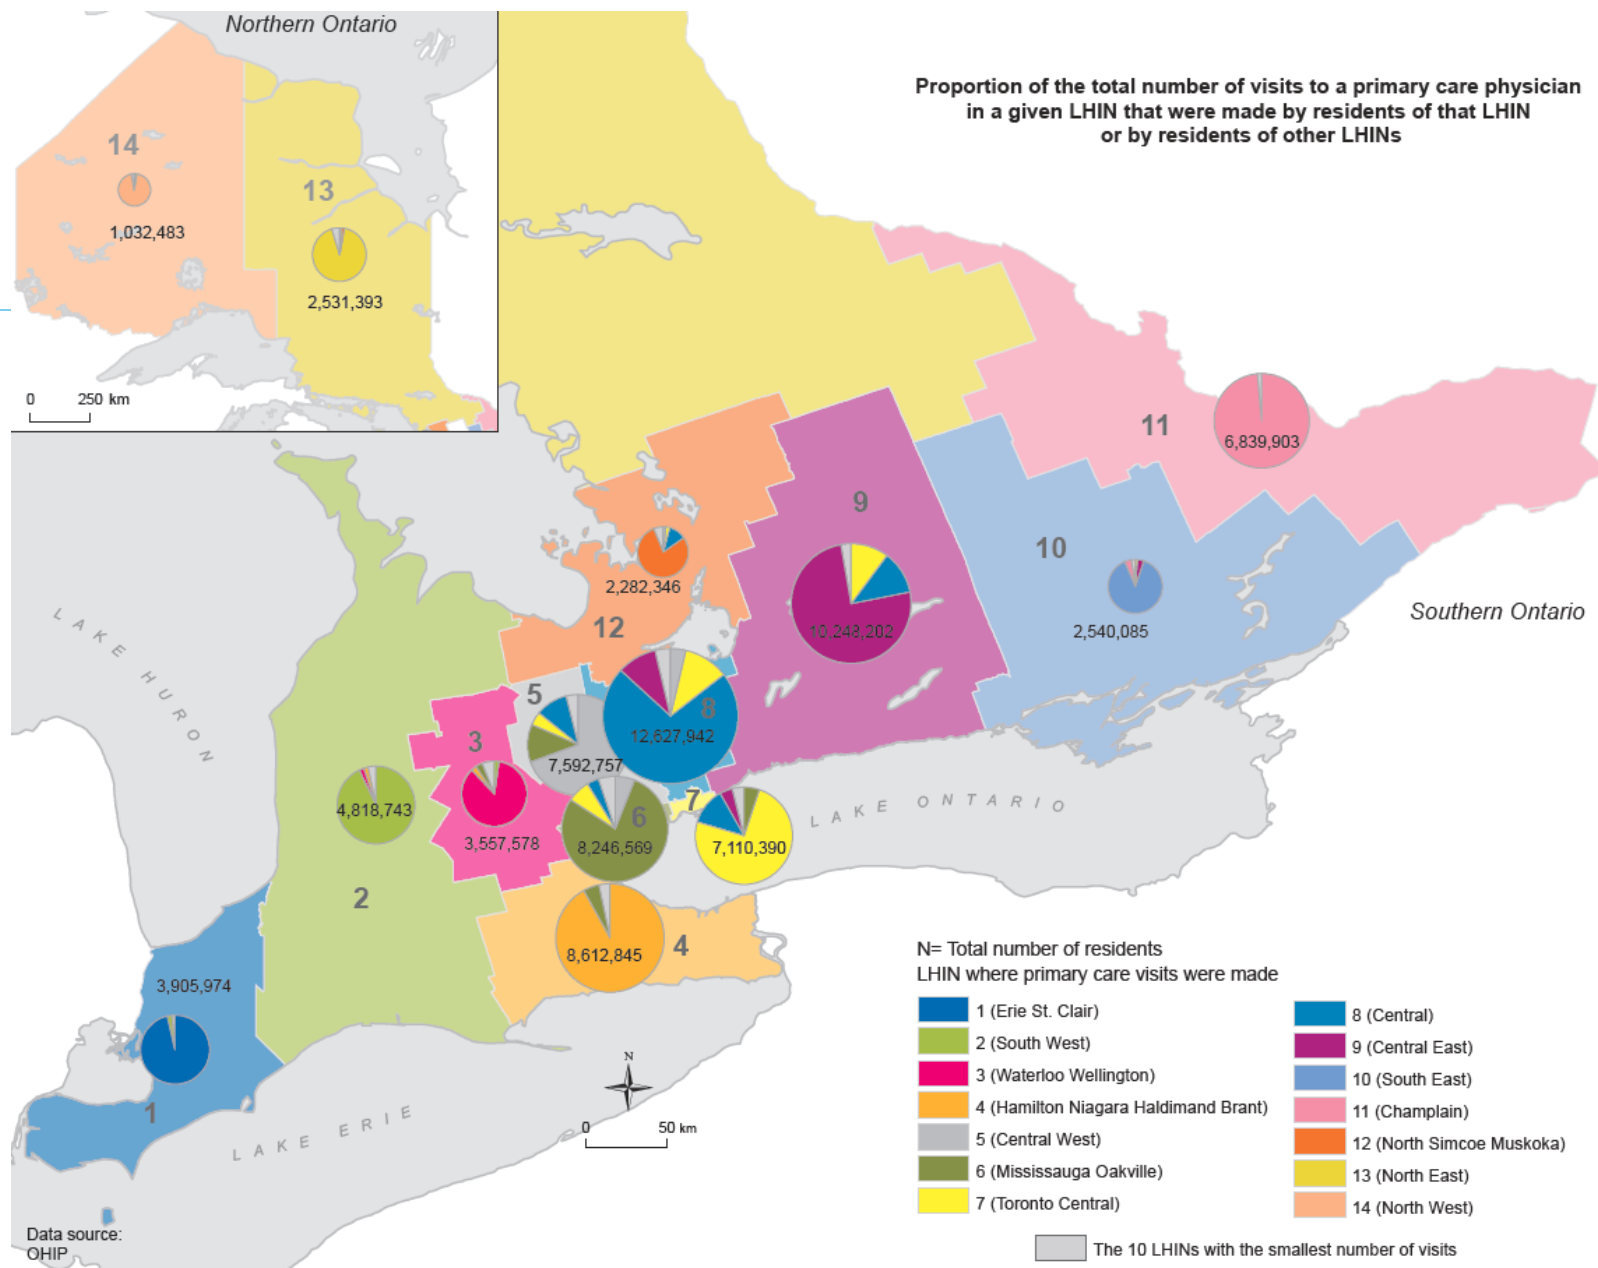 Northern Ontario
Proportion of the total number of visits to a primary care physician
in a given LHIN that were made by residents of that LHIN
or by residents of other LHINs
14
1,032,483
13
2,531,393
0 250 km
11
6,839,903
9
10,248,202
10
2,540,085
Southern Ontario
2,282,346
12
LAKE HURON
5
7,592,757
8
12,627,942
3
3,557,578
4,818,743
2
6
8,246,569
7
7,110,390
LAKE ONTARIO
8,612,845
4
3,905,974
1
LAKE ERIE
N
0 50 km
Data source:
OHIP
N= Total number of residents
LHIN where primary care visits were made
1 (Erie St. Clair)
2 (South West)
3 (Waterloo Wellington)
4 (Hamilton Niagara Haldimand Brant)
5 (Central West)
6 (Mississauga Oakville)
7 (Toronto Central)
8 (Central)
9 (Central East)
10 (South East)
11 (Champlain)
12 (North Simcoe Muskoka)
13 (North East)
14 (North West)
The 10 LHINs with the smallest number of visits